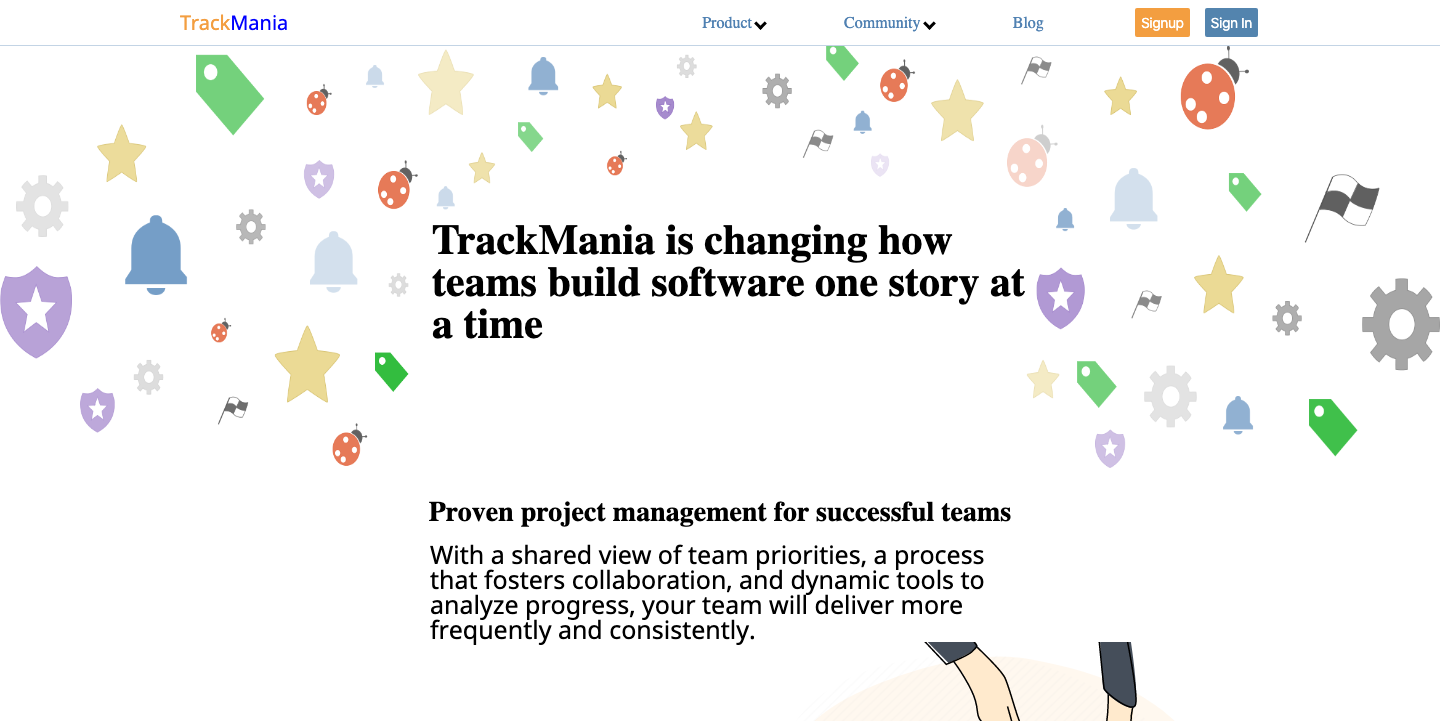 TrackMania Product Community Blog Signup Sign In
TrackMania is changing how
teams build software one story at
a time
Proven project management for successful teams
With a shared view of team priorities, a process
that fosters collaboration, and dynamic tools to
analyze progress, your team will deliver more
frequently and consistently.